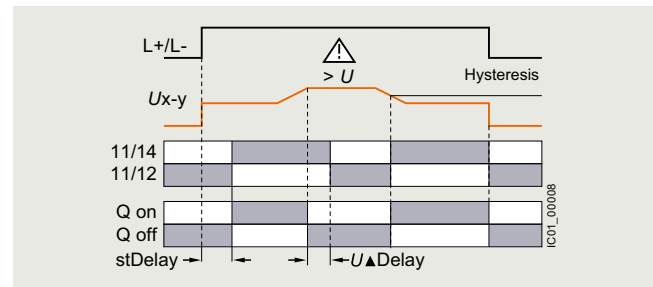 L+/L-
> U
Hysteresis
Ux-y
11/14
11/12
Q on
Q off
stDelay
U▲Delay
IC01_00008